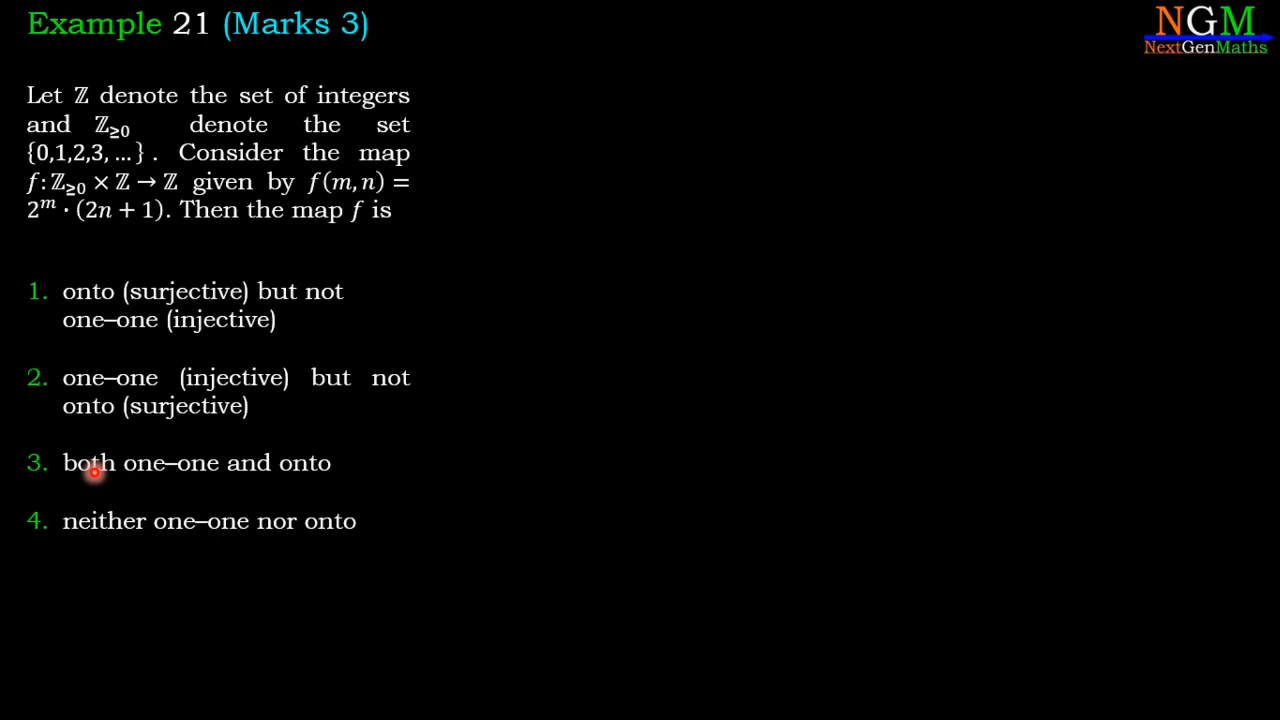 Example 21 (Marks 3)
NGM
NextGenMaths
Let ℤ denote the set of integers
and ℤ≥0 denote the set
{0,1,2,3, … } . Consider the map
f: ℤ≥0 × ℤ → ℤ given by f(m, n) =
2^m · (2n + 1). Then the map f is
1. onto (surjective) but not
one–one (injective)
2. one–one (injective) but not
onto (surjective)
3. both one–one and onto
4. neither one–one nor onto